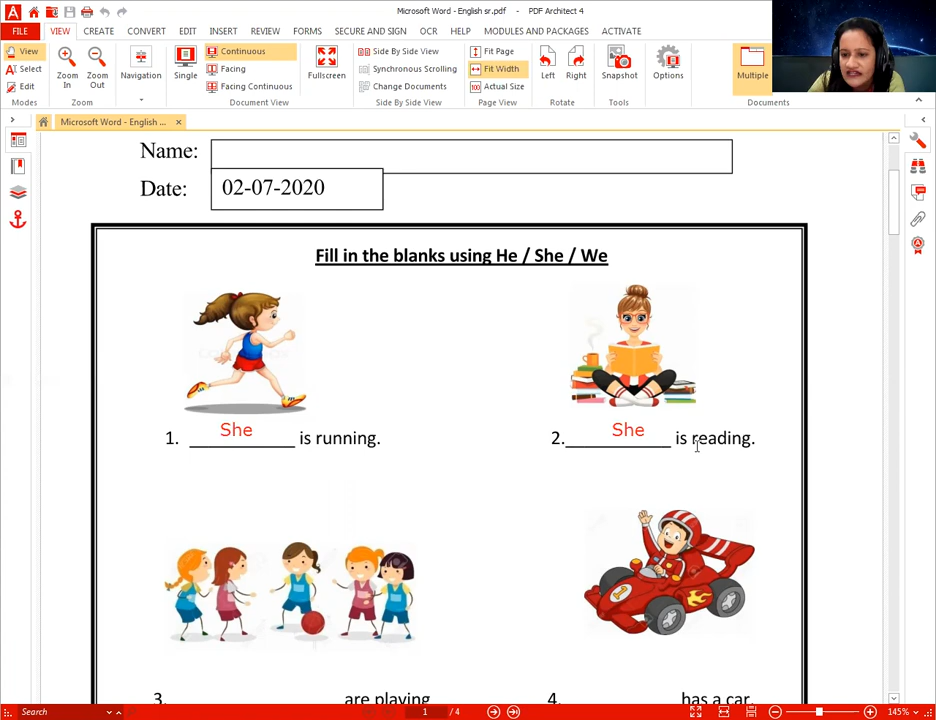 Microsoft Word - English sr.pdf - PDF Architect 4
FILE VIEW CREATE CONVERT EDIT INSERT REVIEW FORMS SECURE AND SIGN OCR HELP MODULES AND PACKAGES ACTIVATE
View
Select
Edit
Modes
Zoom In
Zoom Out
Zoom
Navigation
Single
Continuous
Facing
Facing Continuous
Document View
Fullscreen
Side By Side View
Synchronous Scrolling
Change Documents
Side By Side View
Fit Page
Fit Width
100 Actual Size
Page View
Left
Right
Rotate
Snapshot
Tools
Options
Multiple
Documents
Microsoft Word - English ...
Name:
Date: 02-07-2020
Fill in the blanks using He / She / We
1. She is running.
2. She is reading.
1
3. ____________ are playing
4. ____________ has a car.
Search
1 / 4
145%